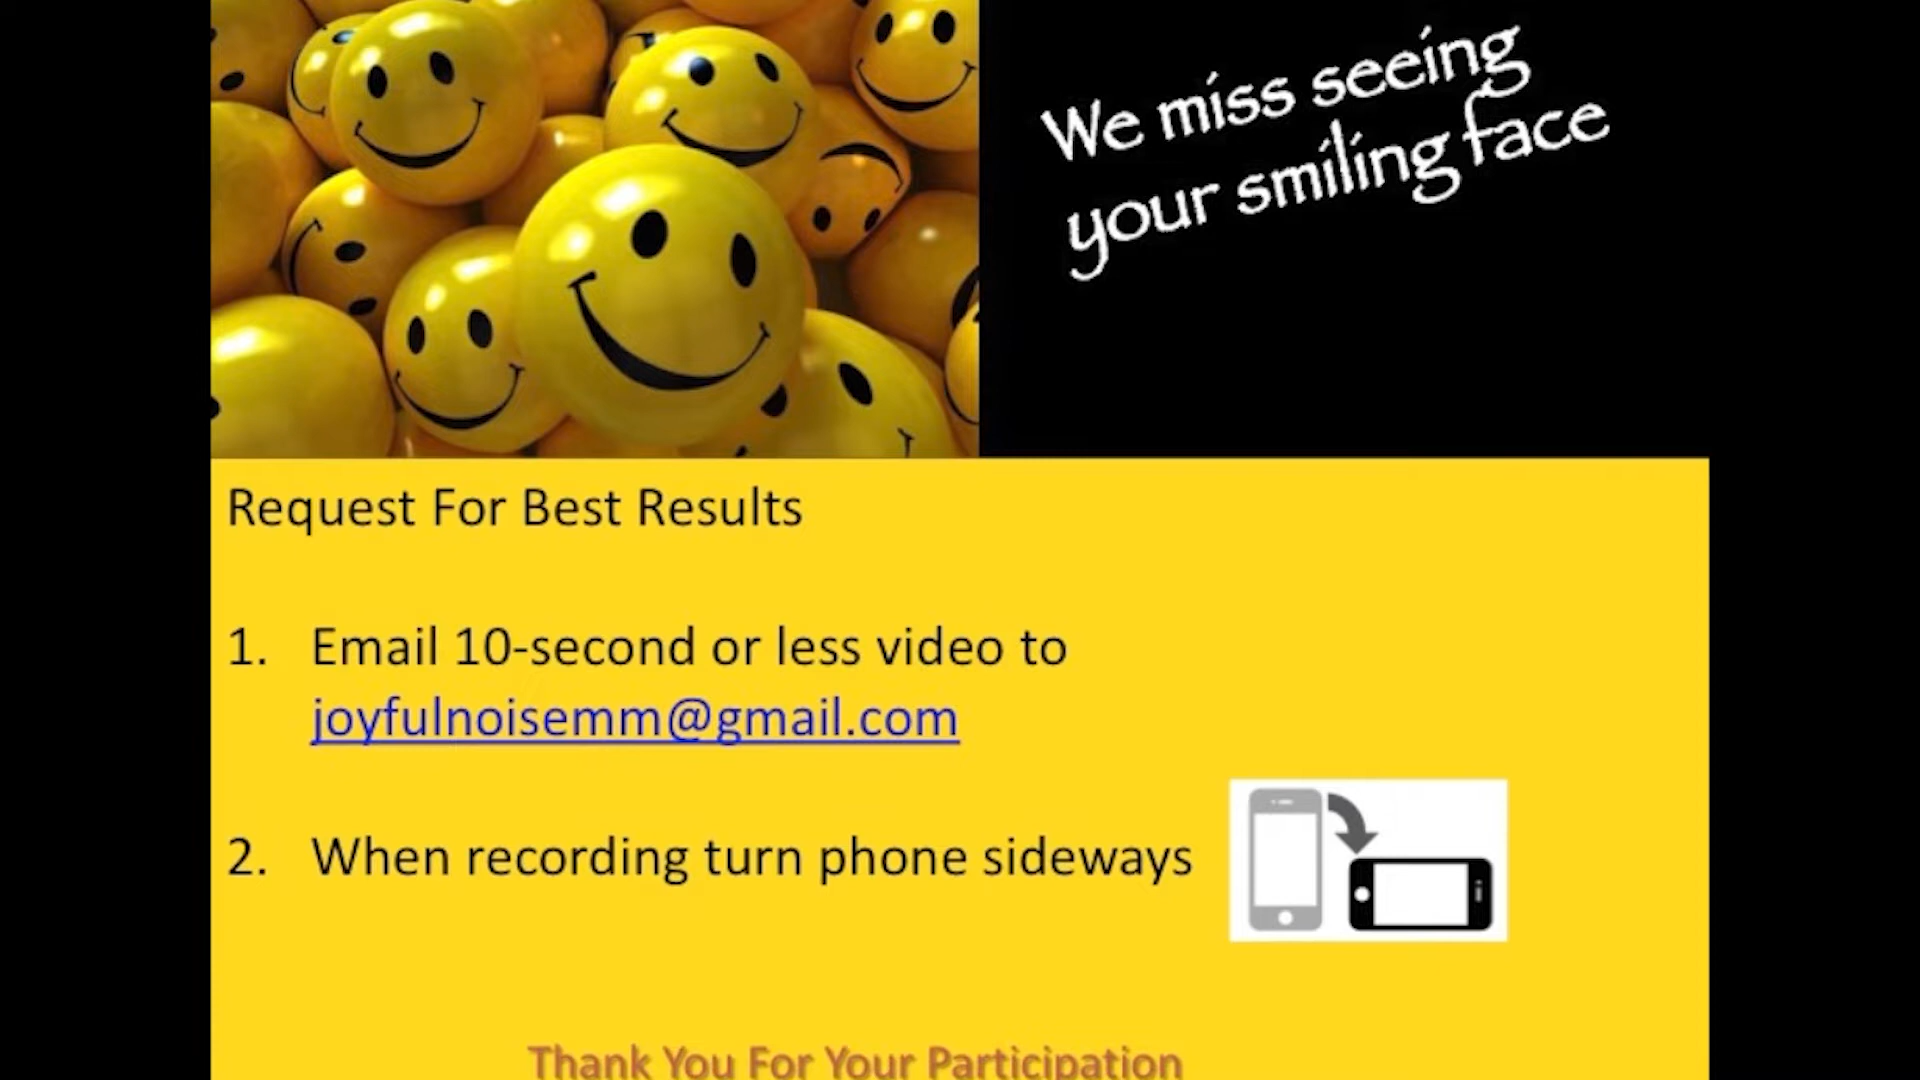 We miss seeing
your smiling face
Request For Best Results
1. Email 10-second or less video to
joyfulnoisemm@gmail.com
2. When recording turn phone sideways
Thank You For Your Participation